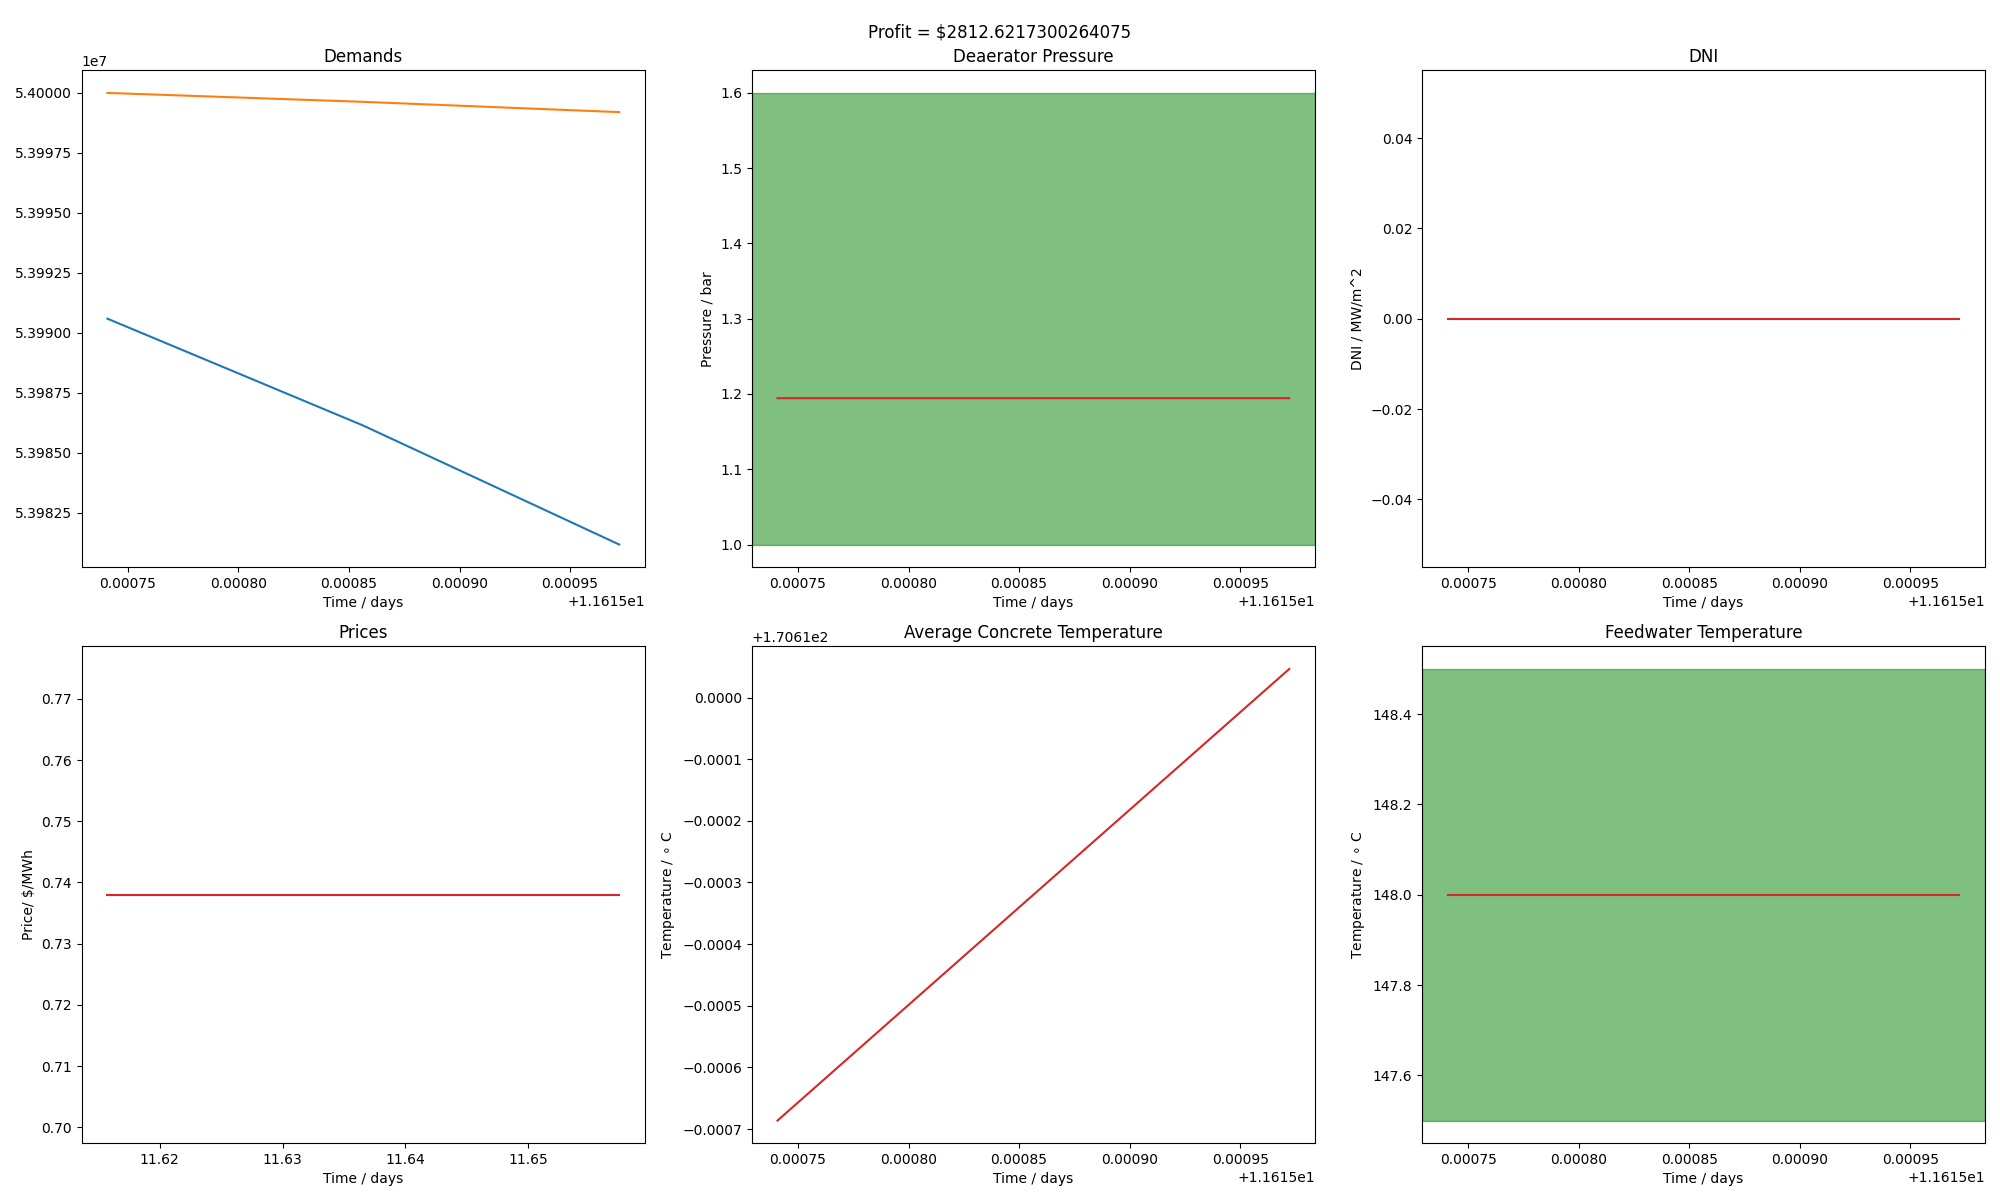 Profit = $2812.6217300264075
Demands
1e7
5.40000
5.39975
5.39950
5.39925
5.39900
5.39875
5.39850
5.39825
0.00075 0.00080 0.00085 0.00090 0.00095
Time / days
+1.1615e1
Deaerator Pressure
Pressure / bar
1.6
1.5
1.4
1.3
1.2
1.1
1.0
0.00075 0.00080 0.00085 0.00090 0.00095
Time / days
+1.1615e1
DNI
DNI / MW/m^2
0.04
0.02
0.00
−0.02
−0.04
0.00075 0.00080 0.00085 0.00090 0.00095
Time / days
+1.1615e1
Prices
Price/ $/MWh
0.77
0.76
0.75
0.74
0.73
0.72
0.71
0.70
11.62 11.63 11.64 11.65
Time / days
Average Concrete Temperature
+1.7061e2
Temperature / ∘ C
0.0000
−0.0001
−0.0002
−0.0003
−0.0004
−0.0005
−0.0006
−0.0007
0.00075 0.00080 0.00085 0.00090 0.00095
Time / days
+1.1615e1
Feedwater Temperature
Temperature / ∘ C
148.4
148.2
148.0
147.8
147.6
0.00075 0.00080 0.00085 0.00090 0.00095
Time / days
+1.1615e1